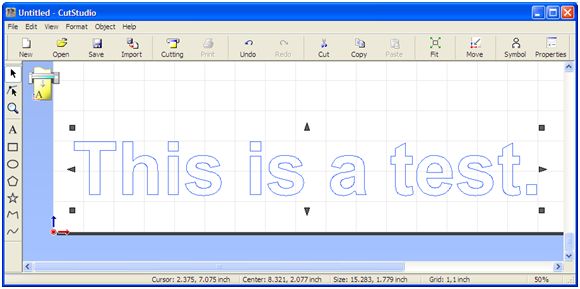 Untitled - CutStudio
File Edit View Format Object Help
New Open Save Import Cutting Print Undo Redo Cut Copy Paste Fit Move Symbol Properties
A
A
This is a test.
Cursor: 2.375, 7.075 inch Center: 8.321, 2.077 inch Size: 15.283, 1.779 inch Grid: 1,1 inch 50%